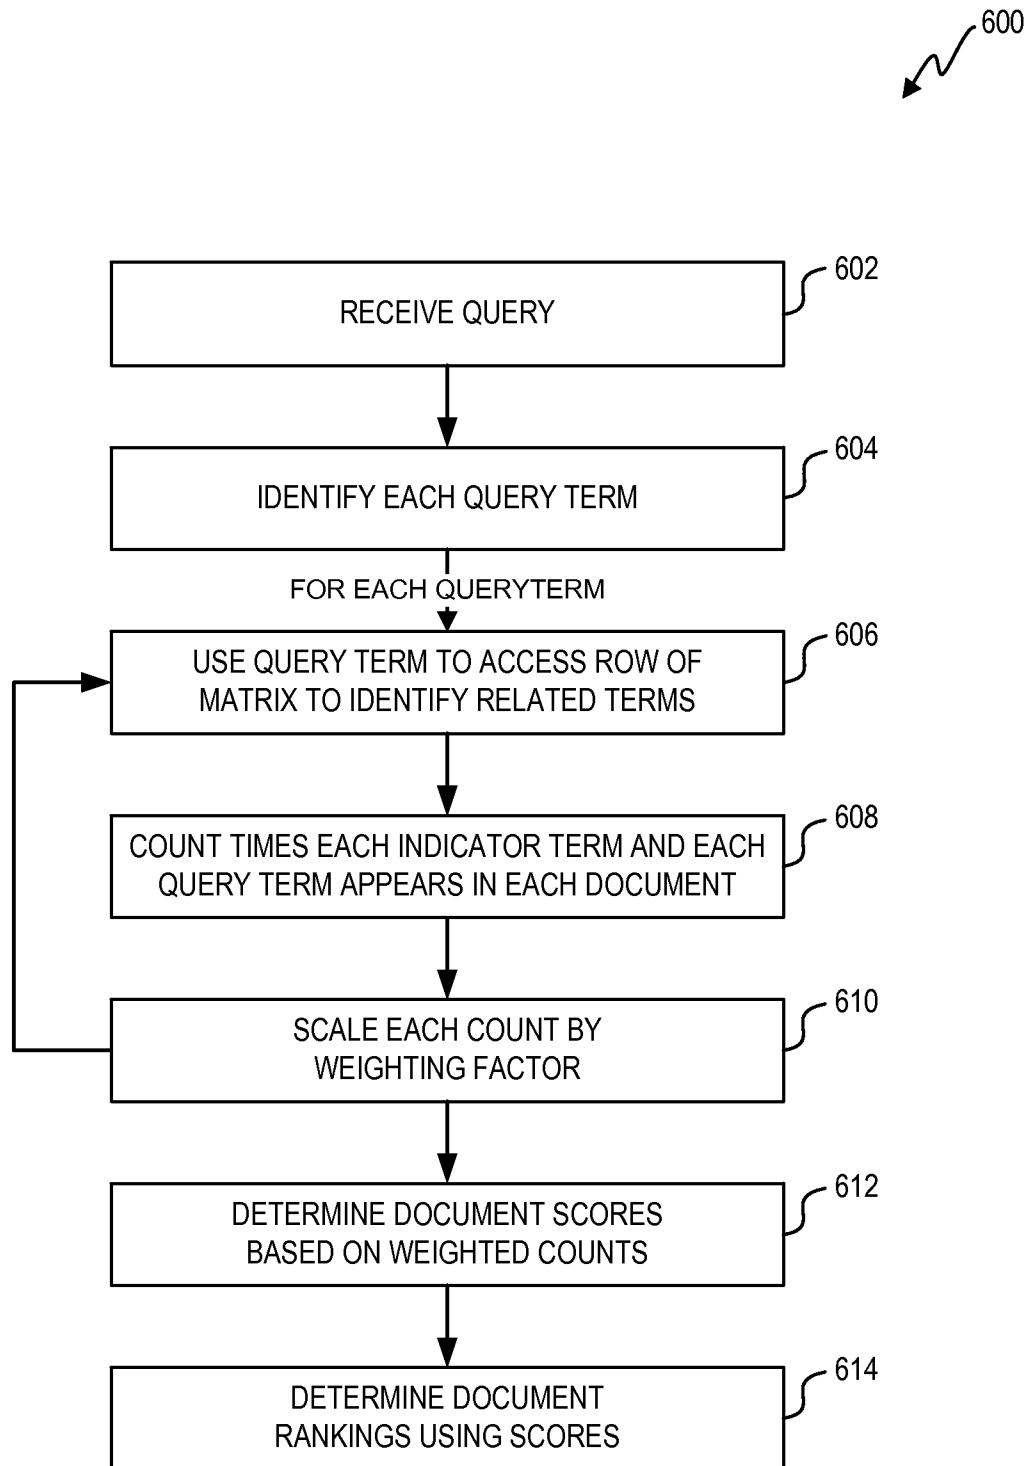 600
RECEIVE QUERY
602
IDENTIFY EACH QUERY TERM
604
FOR EACH QUERYTERM
USE QUERY TERM TO ACCESS ROW OF
MATRIX TO IDENTIFY RELATED TERMS
606
COUNT TIMES EACH INDICATOR TERM AND EACH
QUERY TERM APPEARS IN EACH DOCUMENT
608
SCALE EACH COUNT BY
WEIGHTING FACTOR
610
DETERMINE DOCUMENT SCORES
BASED ON WEIGHTED COUNTS
612
DETERMINE DOCUMENT
RANKINGS USING SCORES
614